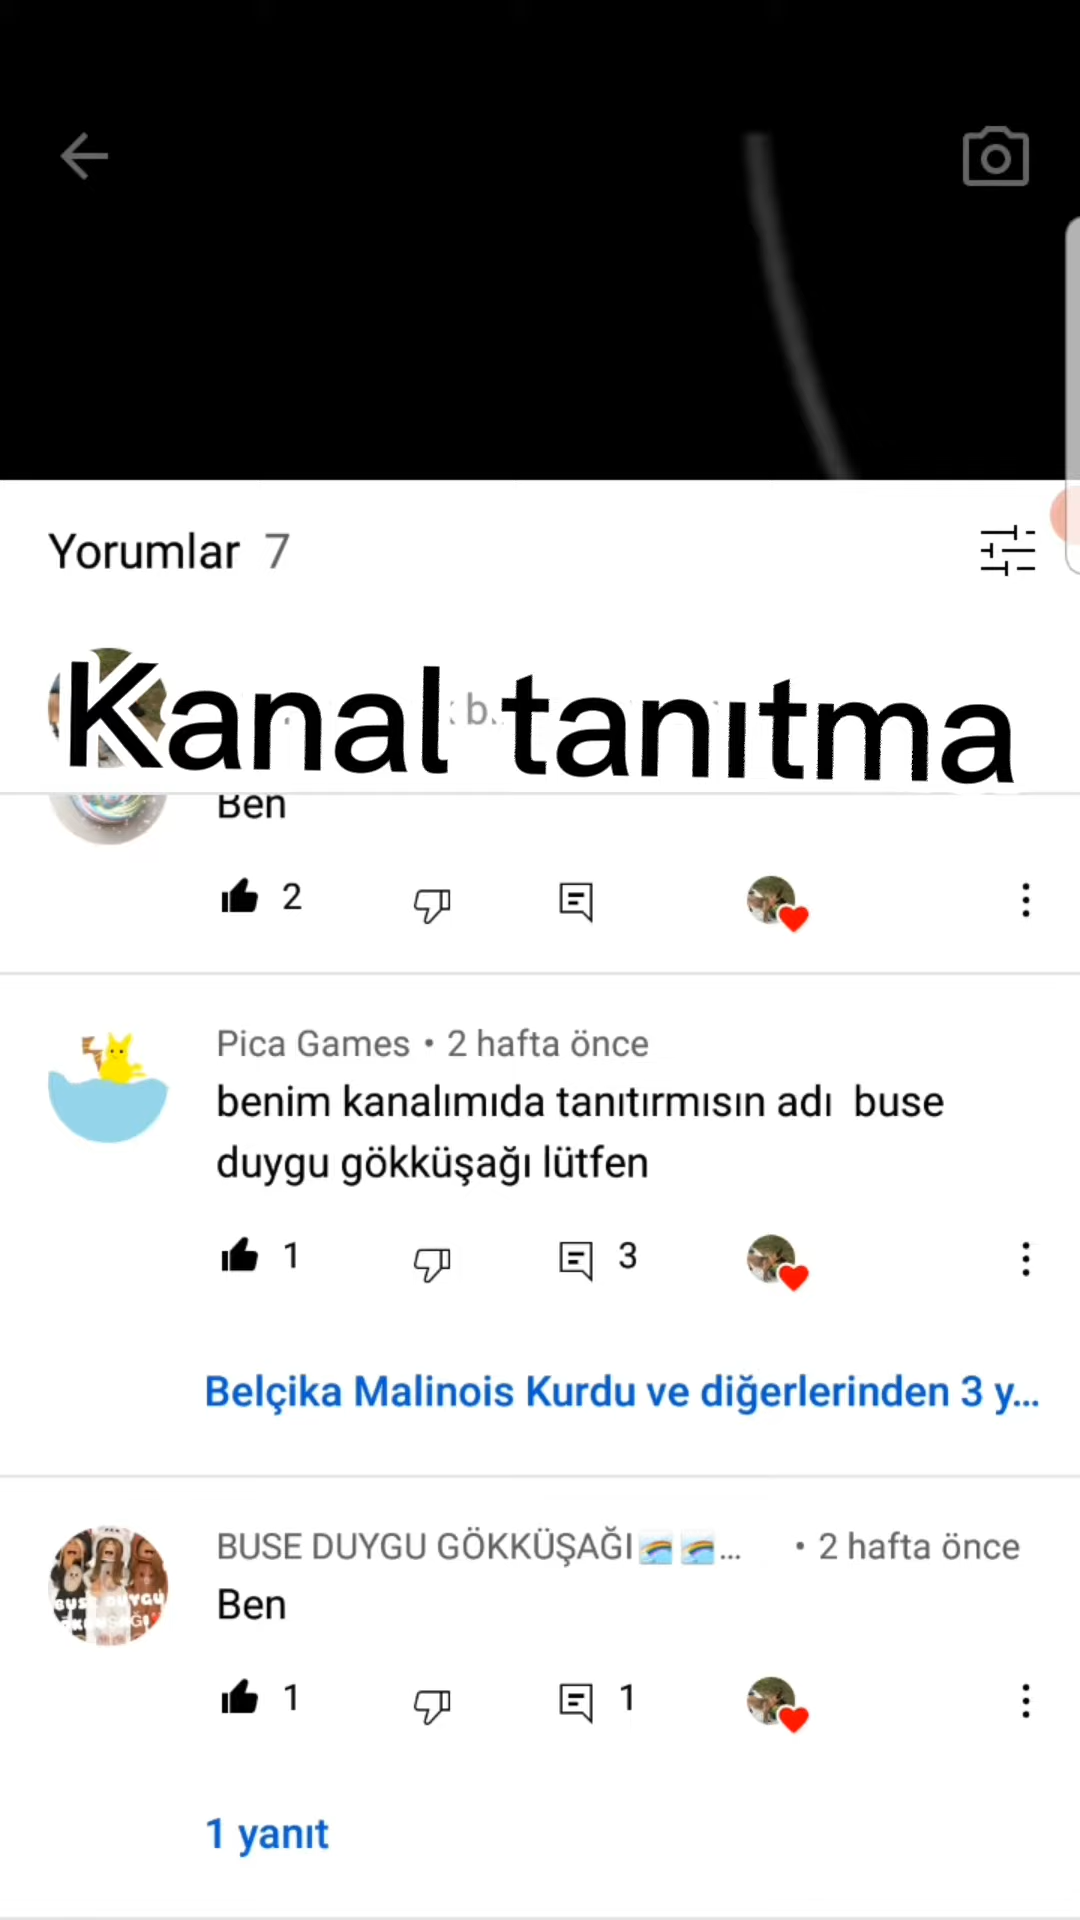 Yorumlar 7
Kanal tanıtma
Ben
2
Pica Games • 2 hafta önce
benim kanalımıda tanıtırmısın adı buse
duygu gökküşağı lütfen
1 3
Belçika Malinois Kurdu ve diğerlerinden 3 y...
BUSE DUYGU GÖKKÜŞAĞI🌈🌈... • 2 hafta önce
Ben
1 1
1 yanıt